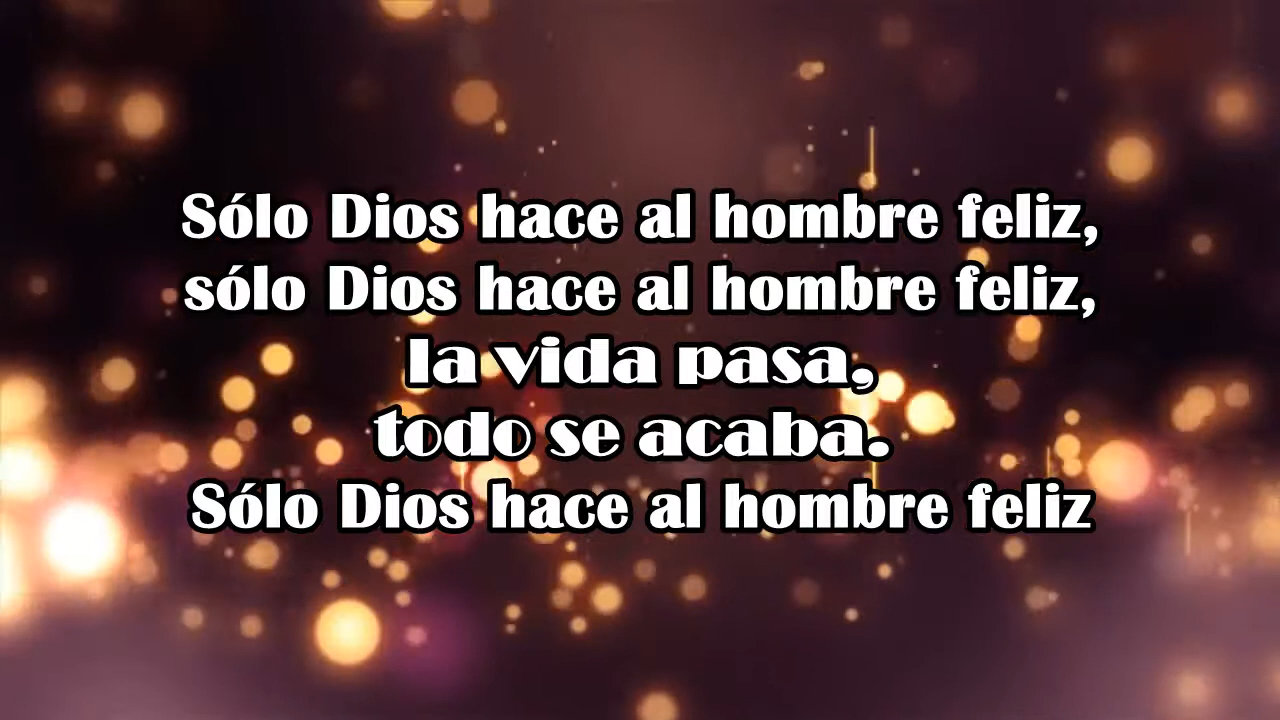 Sólo Dios hace al hombre feliz,
sólo Dios hace al hombre feliz,
la vida pasa,
todo se acaba.
Sólo Dios hace al hombre feliz